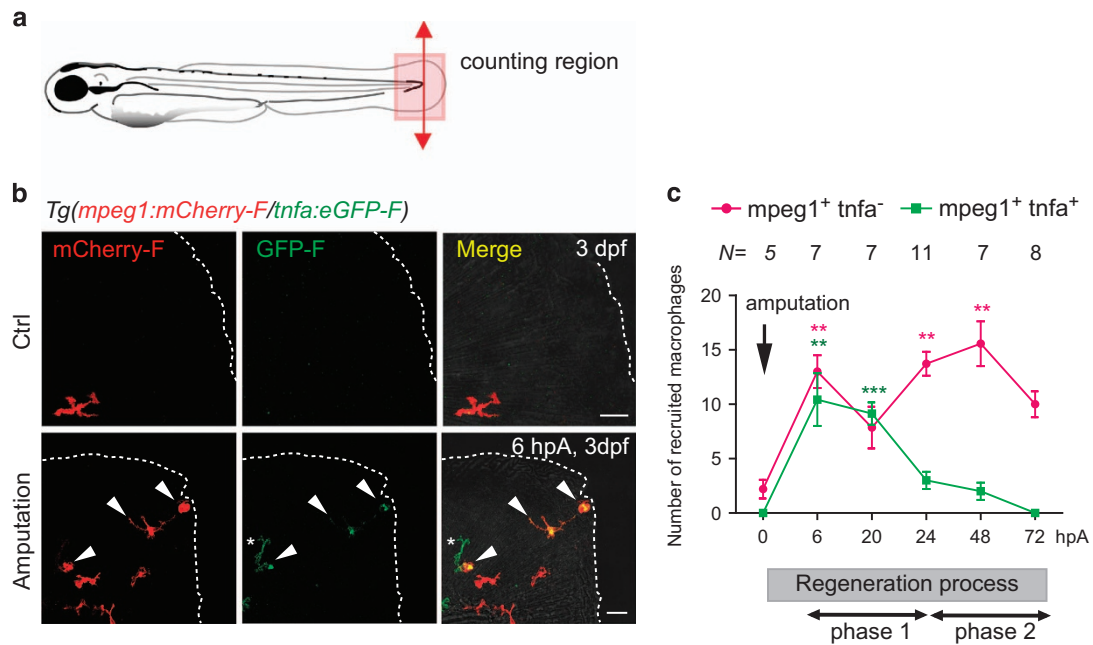 a
counting region
b
Tg(mpeg1:mCherry-F/tnfa:eGFP-F)
mCherry-F
GFP-F
Merge
3 dpf
Ctrl
6 hpA, 3dpf
Amputation
*
*
c
mpeg1⁺ tnfa⁻
mpeg1⁺ tnfa⁺
N= 5 7 7 11 7 8
Number of recruited macrophages
20
15
10
5
0
amputation
**
**
***
**
**
0 6 20 24 48 72 hpA
Regeneration process
phase 1 phase 2